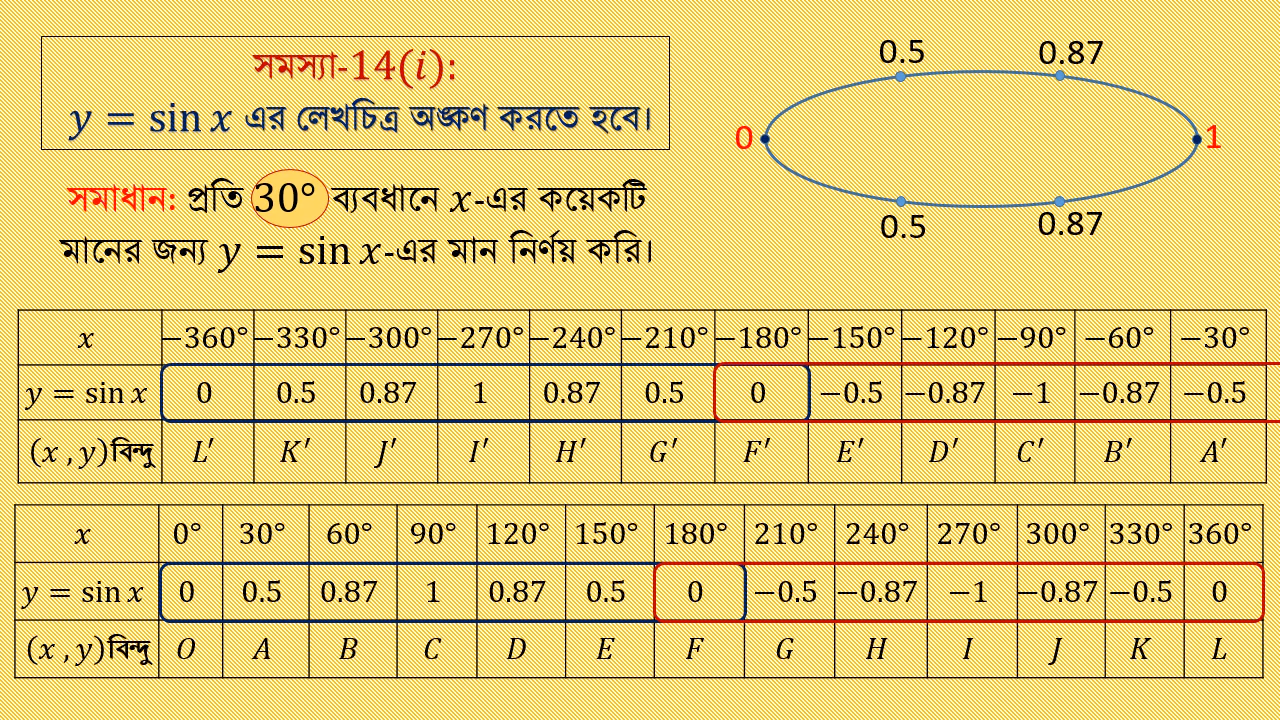 সমস্যা-14(i):
y = sin x এর লেখচিত্র অঙ্কণ করতে হবে।
সমাধান: প্রতি 30° ব্যবধানে x-এর কয়েকটি
মানের জন্য y = sin x-এর মান নির্ণয় করি।
0.5 0.87
0 1
0.5 0.87
x −360° −330° −300° −270° −240° −210° −180° −150° −120° −90° −60° −30°
y = sin x 0 0.5 0.87 1 0.87 0.5 0 −0.5 −0.87 −1 −0.87 −0.5
(x , y)বিন্দু L′ K′ J′ I′ H′ G′ F′ E′ D′ C′ B′ A′
x 0° 30° 60° 90° 120° 150° 180° 210° 240° 270° 300° 330° 360°
y = sin x 0 0.5 0.87 1 0.87 0.5 0 −0.5 −0.87 −1 −0.87 −0.5 0
(x , y)বিন্দু O A B C D E F G H I J K L